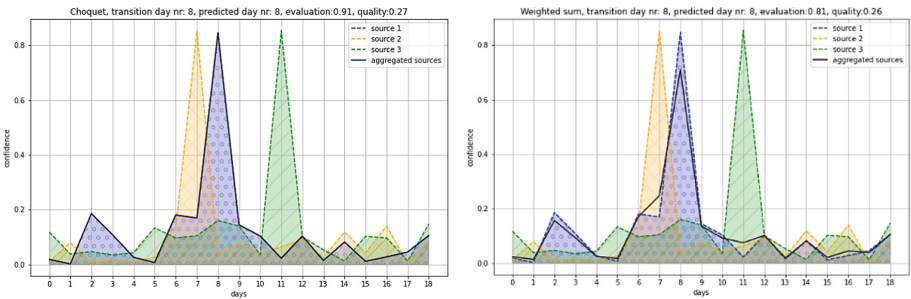 Choquet, transition day nr: 8, predicted day nr: 8, evaluation:0.91, quality:0.27
source 1
source 2
source 3
aggregated sources
confidence
0.8
0.6
0.4
0.2
0.0
0 1 2 3 4 5 6 7 8 9 10 11 12 13 14 15 16 17 18
days
Weighted sum, transition day nr: 8, predicted day nr: 8, evaluation:0.81, quality:0.26
source 1
source 2
source 3
aggregated sources
confidence
0.8
0.6
0.4
0.2
0.0
0 1 2 3 4 5 6 7 8 9 10 11 12 13 14 15 16 17 18
days